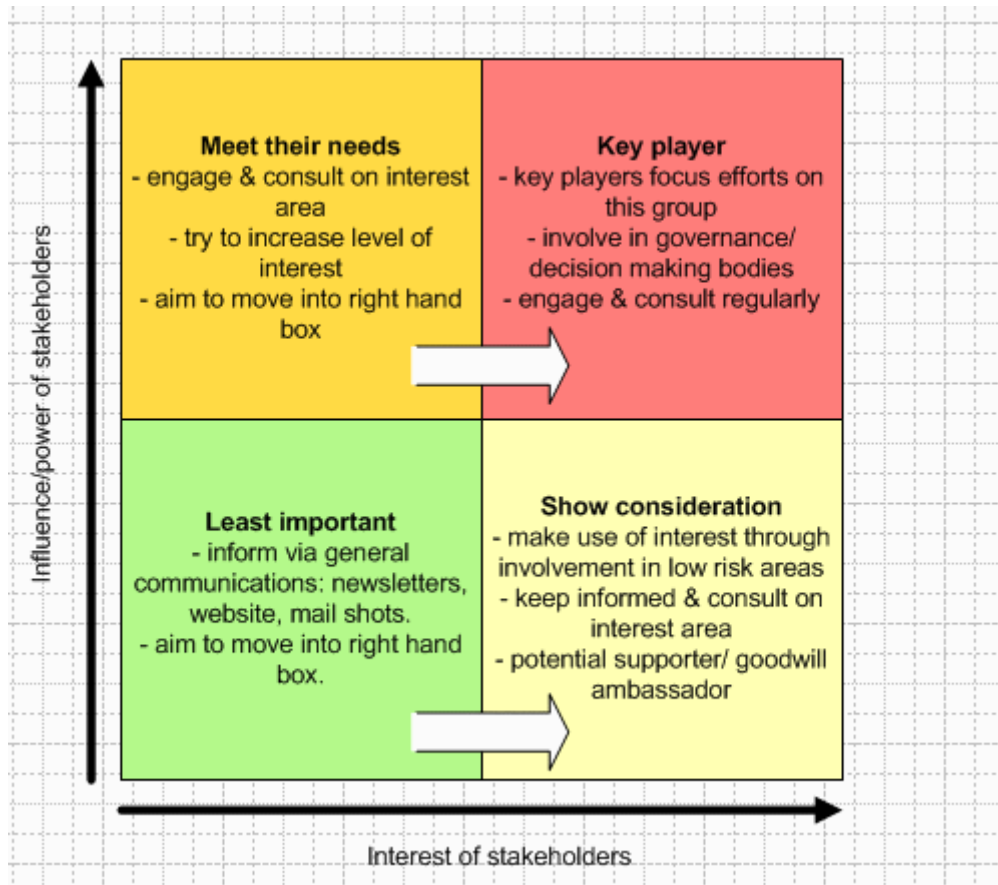 Influence/power of stakeholders
Meet their needs
- engage & consult on interest
area
- try to increase level of
interest
- aim to move into right hand
box
Key player
- key players focus efforts on
this group
- involve in governance/
decision making bodies
- engage & consult regularly
Least important
- inform via general
communications: newsletters,
website, mail shots.
- aim to move into right hand
box.
Show consideration
- make use of interest through
involvement in low risk areas
- keep informed & consult on
interest area
- potential supporter/ goodwill
ambassador
Interest of stakeholders